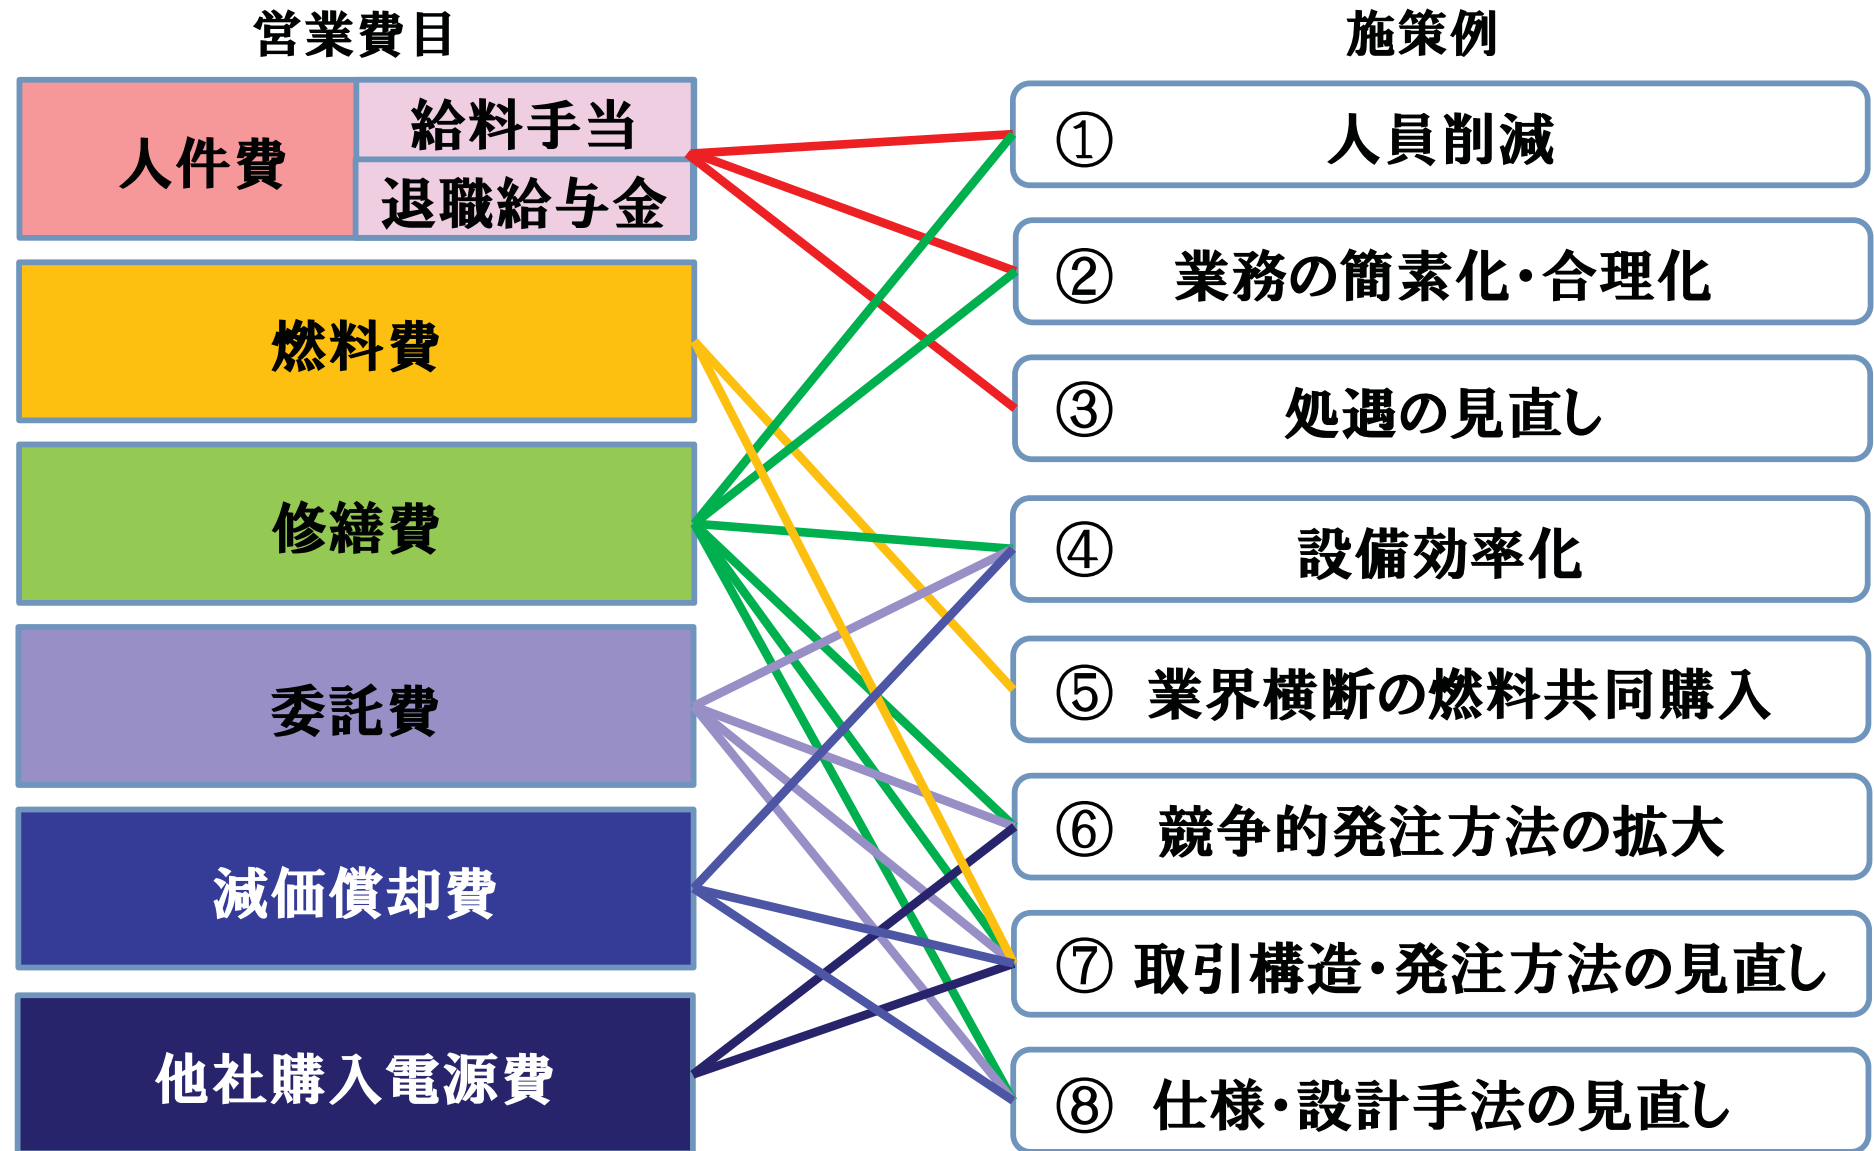 営業費目
人件費
給料手当
退職給与金
燃料費
修繕費
委託費
減価償却費
他社購入電源費
施策例
① 人員削減
② 業務の簡素化・合理化
③ 処遇の見直し
④ 設備効率化
⑤ 業界横断の燃料共同購入
⑥ 競争的発注方法の拡大
⑦ 取引構造・発注方法の見直し
⑧ 仕様・設計手法の見直し